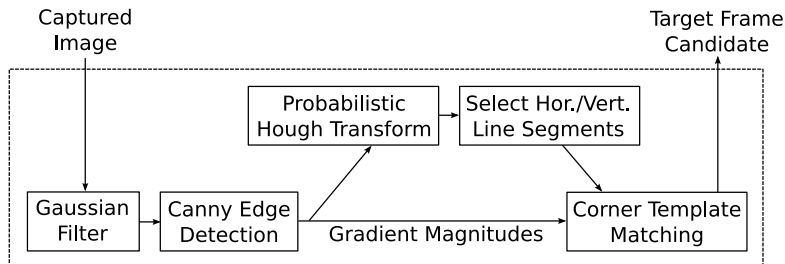 Captured
Image
Target Frame
Candidate
Probabilistic
Hough Transform
Select Hor./Vert.
Line Segments
Gaussian
Filter
Canny Edge
Detection
Gradient Magnitudes
Corner Template
Matching